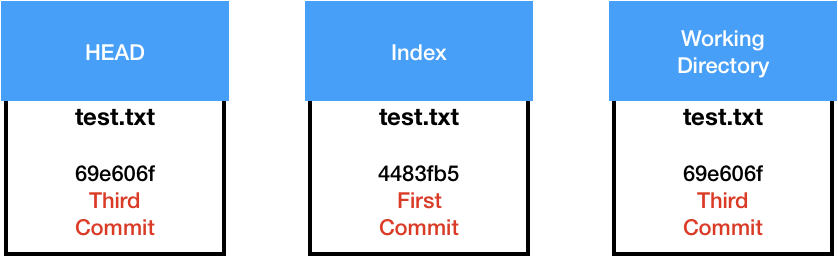 HEAD
test.txt
69e606f
Third
Commit
Index
test.txt
4483fb5
First
Commit
Working
Directory
test.txt
69e606f
Third
Commit